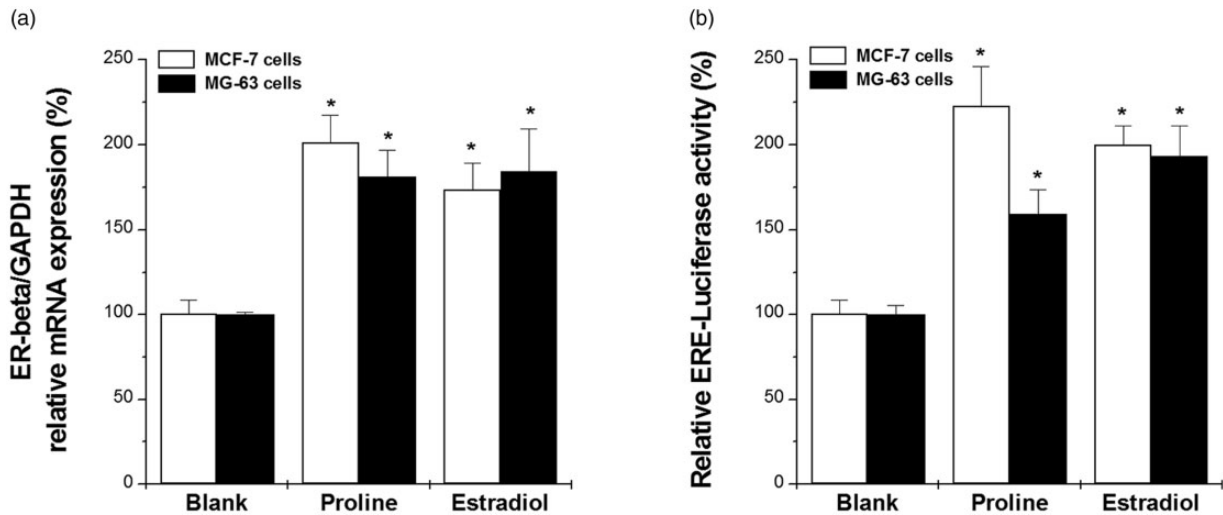 (a)
ER-beta/GAPDH
relative mRNA expression (%)
250
200
150
100
50
0
MCF-7 cells
MG-63 cells
*
*
*
*
Blank
Proline
Estradiol
(b)
Relative ERE-Luciferase activity (%)
250
200
150
100
50
0
MCF-7 cells
MG-63 cells
*
*
*
*
Blank
Proline
Estradiol